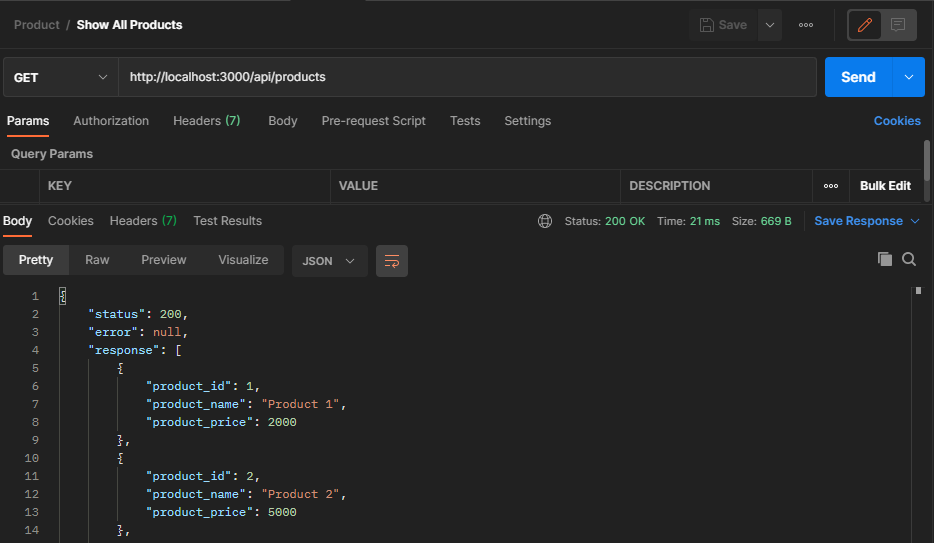 Product / Show All Products
Save
GET http://localhost:3000/api/products Send
Params Authorization Headers (7) Body Pre-request Script Tests Settings Cookies
Query Params
KEY VALUE DESCRIPTION Bulk Edit
Body Cookies Headers (7) Test Results Status: 200 OK Time: 21 ms Size: 669 B Save Response
Pretty Raw Preview Visualize JSON
1 {
2 "status": 200,
3 "error": null,
4 "response": [
5 {
6 "product_id": 1,
7 "product_name": "Product 1",
8 "product_price": 2000
9 },
10 {
11 "product_id": 2,
12 "product_name": "Product 2",
13 "product_price": 5000
14 },